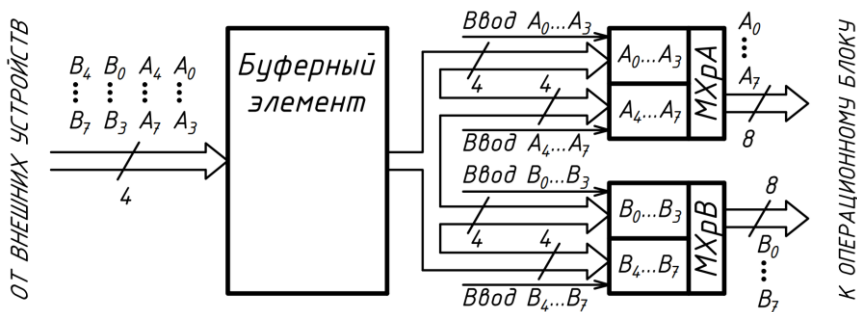 ОТ ВНЕШНИХ УСТРОЙСТВ
B4 B0 A4 A0
B7 B3 A7 A3
4
Буферный
элемент
Ввод A0...A3
4
4
Ввод A4...A7
Ввод B0...B3
4
4
Ввод B4...B7
A0...A3
A4...A7
МХрА
A0
A7
8
B0...B3
B4...B7
МХрВ
8
B0
B7
К ОПЕРАЦИОННОМУ БЛОКУ